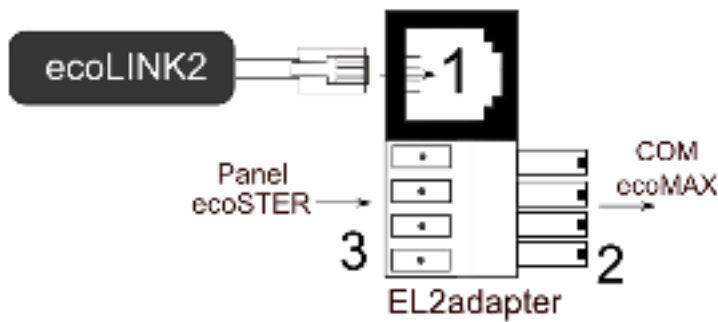 ecoLINK2
1
Panel
ecoSTER
COM
ecoMAX
3
2
EL2adapter